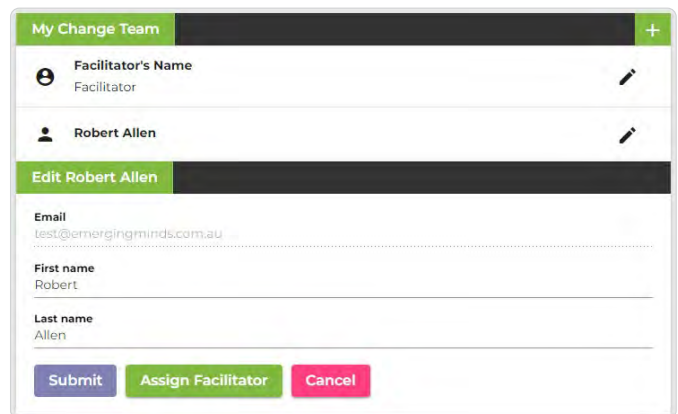 My Change Team
+
Facilitator's Name
Facilitator
Robert Allen
Edit Robert Allen
Email
test@emergingminds.com.au
First name
Robert
Last name
Allen
Submit Assign Facilitator Cancel